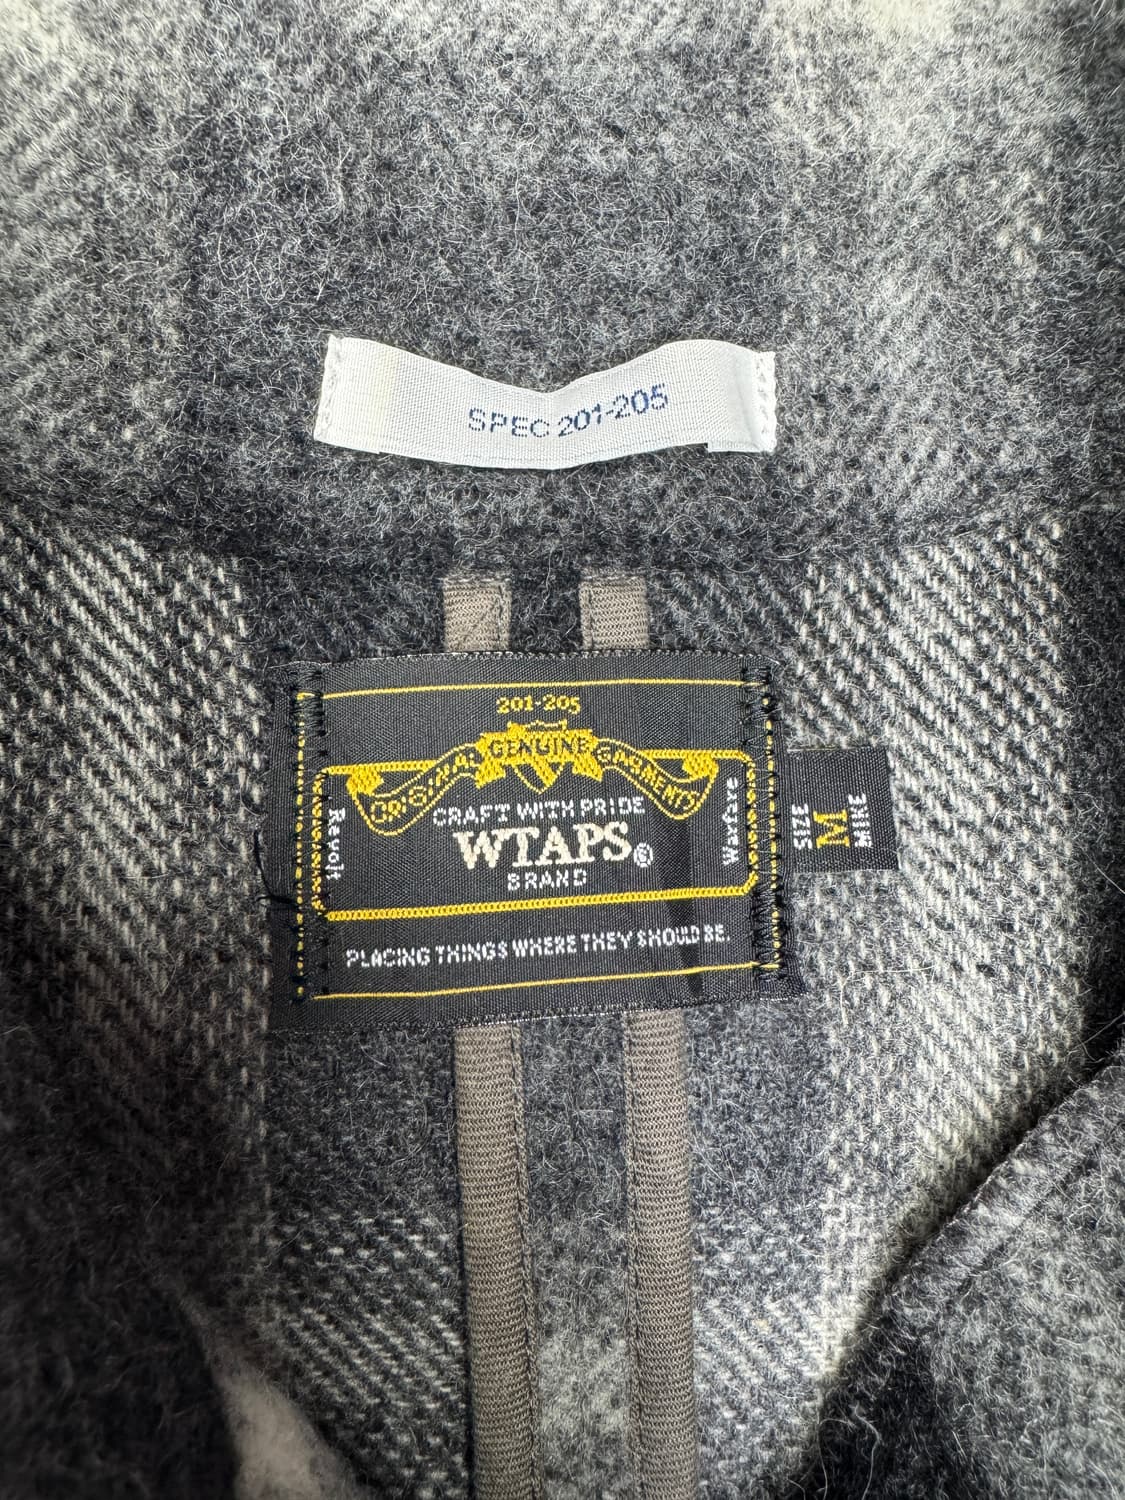 SPEC 201-205
201-205
ORIGINAL GENUINE GARMENTS
CRAFT WITH PRIDE
WTAPS®
BRAND
Revolt
Warfare
PLACING THINGS WHERE THEY SHOULD BE.
SIZE
M
MIKE